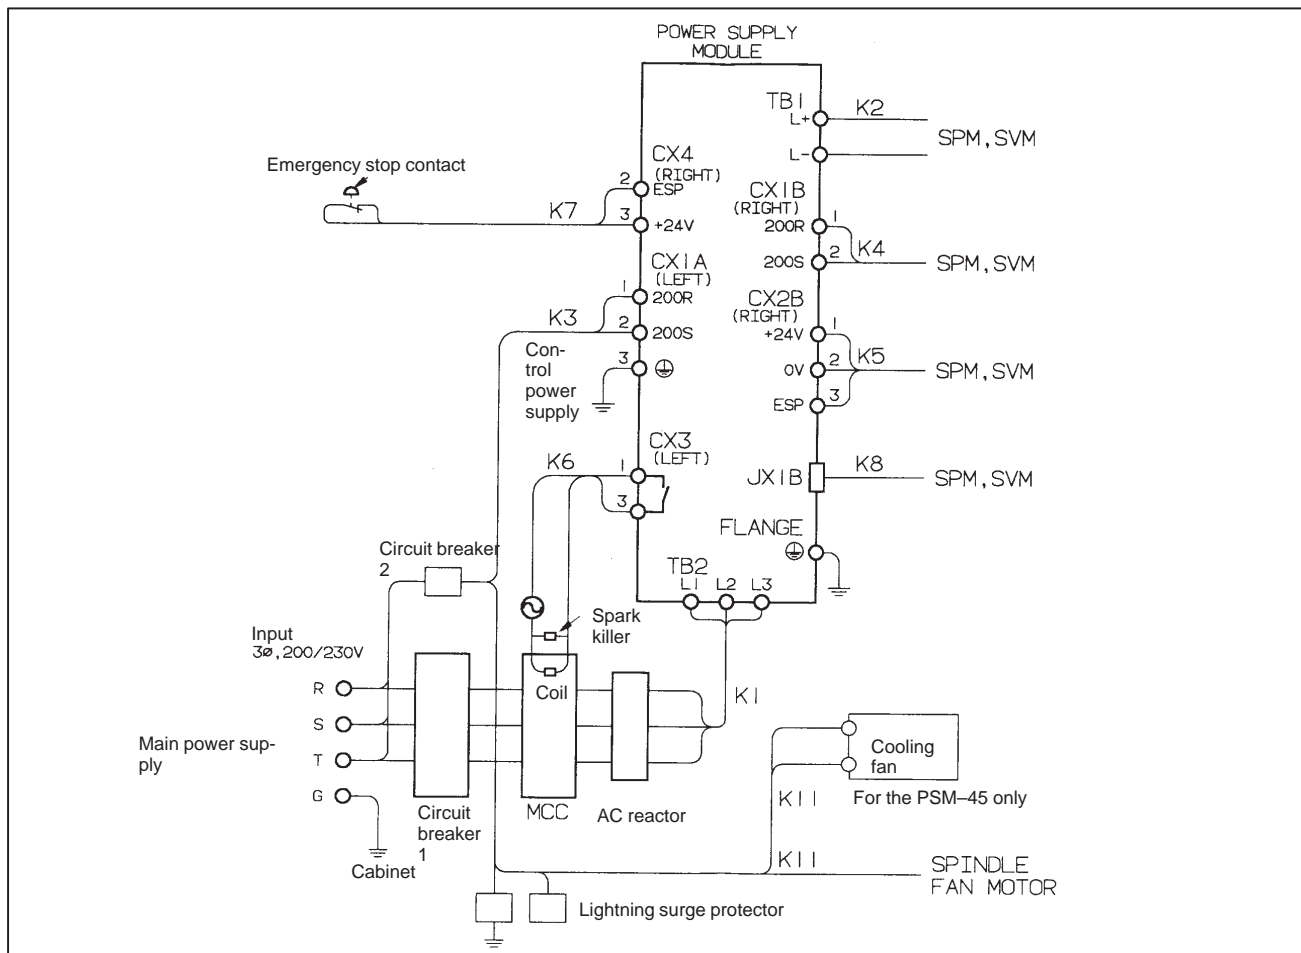 POWER SUPPLY
MODULE
TB1
L+
K2
SPM, SVM
L-
Emergency stop contact
CX4
(RIGHT)
2
ESP
K7
3
+24V
CX1B
(RIGHT)
1
200R
K4
2
200S
SPM, SVM
CX1A
(LEFT)
1
200R
K3
2
200S
3
Con-
trol
power
supply
CX2B
(RIGHT)
1
+24V
K5
2
0V
SPM, SVM
3
ESP
CX3
(LEFT)
K6
1
3
JX1B
K8
SPM, SVM
FLANGE
TB2
L1
L2
L3
Circuit breaker
2
Spark
killer
Input
3ø, 200/230V
R
S
T
G
Main power sup-
ply
Coil
K1
MCC
AC reactor
Circuit
breaker
1
Cabinet
Cooling
fan
For the PSM–45 only
K11
K11
SPINDLE
FAN MOTOR
Lightning surge protector